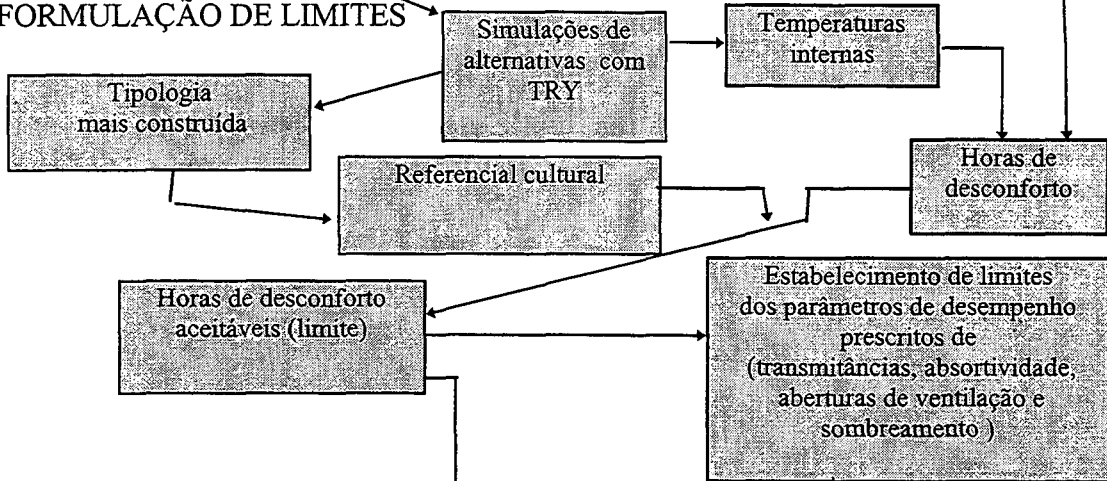 FORMULAÇÃO DE LIMITES
Simulações de
alternativas com
TRY
Temperaturas
internas
Tipologia
mais construída
Referencial cultural
Horas de
desconforto
Horas de desconforto
aceitáveis (limite)
Estabelecimento de limites
dos parâmetros de desempenho
prescritos de
(transmitâncias, absortividade,
aberturas de ventilação e
sombreamento )